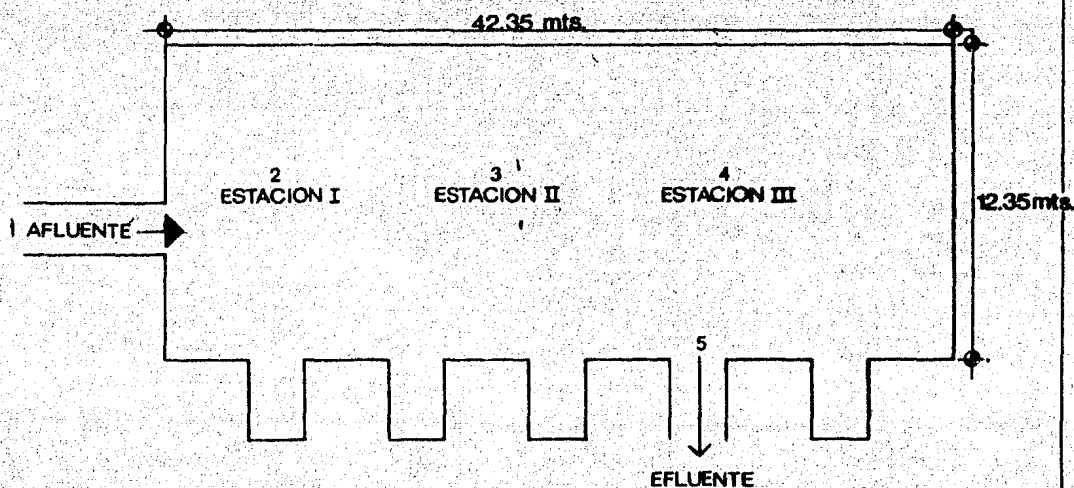 42.35 mts.
2
ESTACION I
3
ESTACION II
4
ESTACION III
12.35 mts.
1 AFLUENTE
5
EFLUENTE